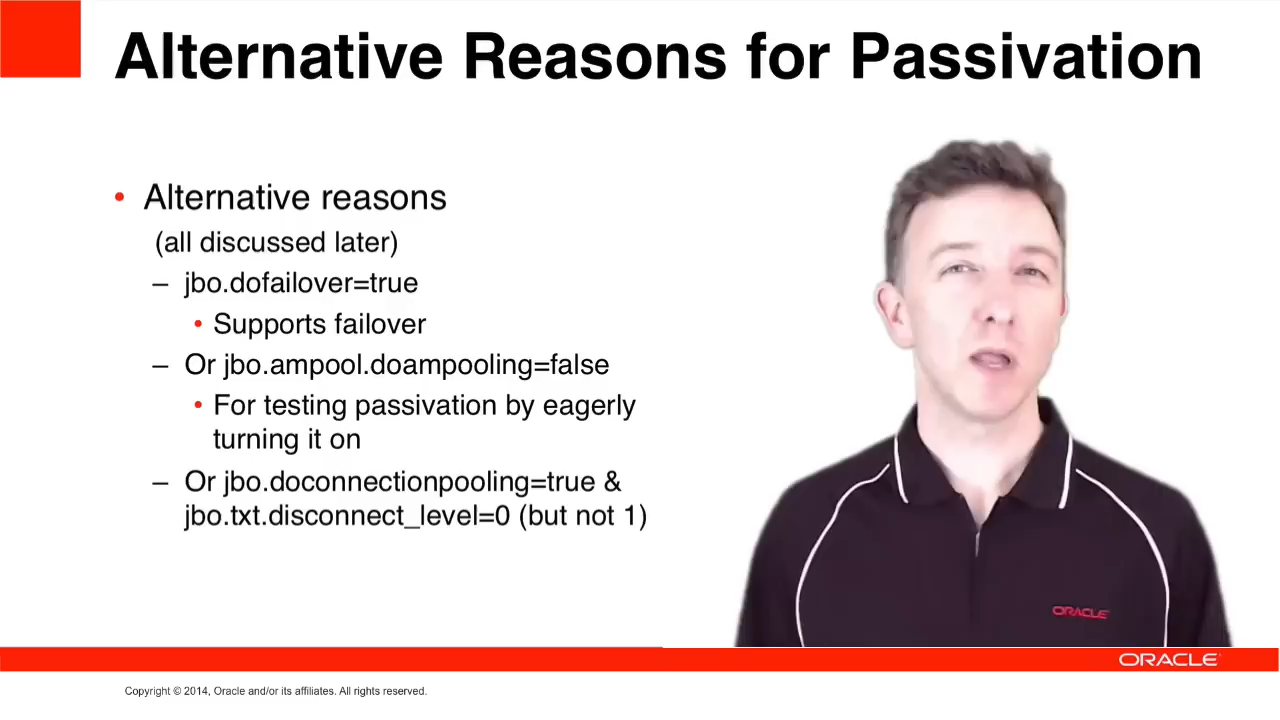 Alternative Reasons for Passivation
• Alternative reasons
(all discussed later)
– jbo.dofailover=true
• Supports failover
– Or jbo.ampool.doampooling=false
• For testing passivation by eagerly
turning it on
– Or jbo.doconnectionpooling=true &
jbo.txt.disconnect_level=0 (but not 1)
ORACLE
ORACLE
Copyright © 2014, Oracle and/or its affiliates. All rights reserved.